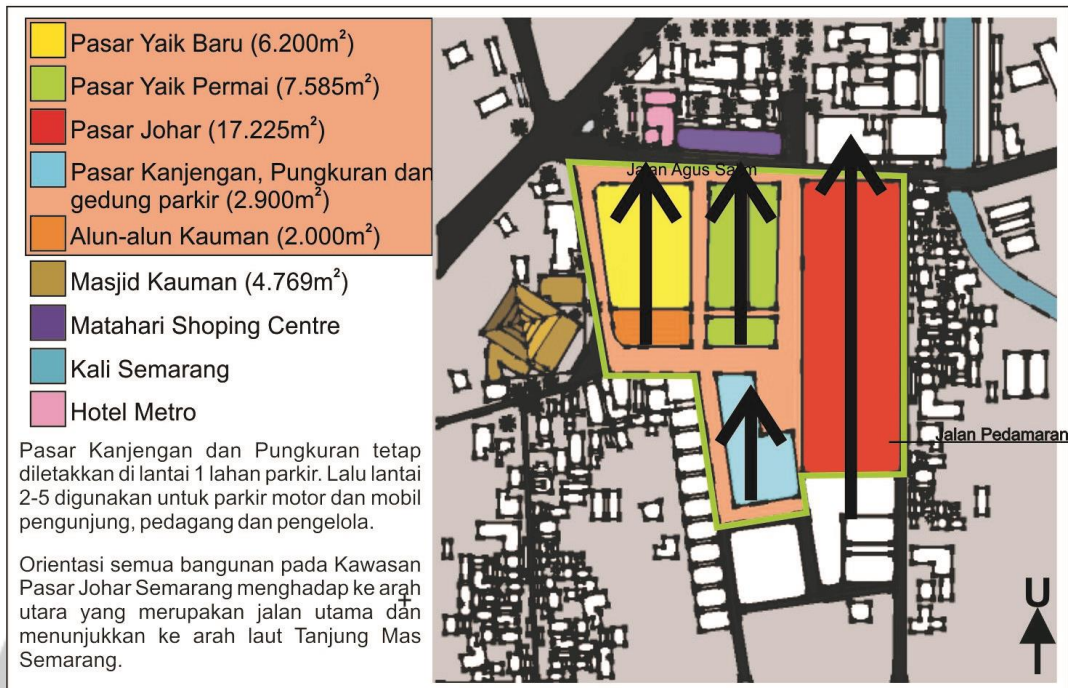 Pasar Yaik Baru (6.200m²)
Pasar Yaik Permai (7.585m²)
Pasar Johar (17.225m²)
Pasar Kanjengan, Pungkuran dan
gedung parkir (2.900m²)
Alun-alun Kauman (2.000m²)
Masjid Kauman (4.769m²)
Matahari Shoping Centre
Kali Semarang
Hotel Metro
Pasar Kanjengan dan Pungkuran tetap
diletakkan di lantai 1 lahan parkir. Lalu lantai
2-5 digunakan untuk parkir motor dan mobil
pengunjung, pedagang dan pengelola.
Orientasi semua bangunan pada Kawasan
Pasar Johar Semarang menghadap ke arah
utara yang merupakan jalan utama dan
menunjukkan ke arah laut Tanjung Mas
Semarang.
Jalan Agus Salim
Jalan Pedamaran
U